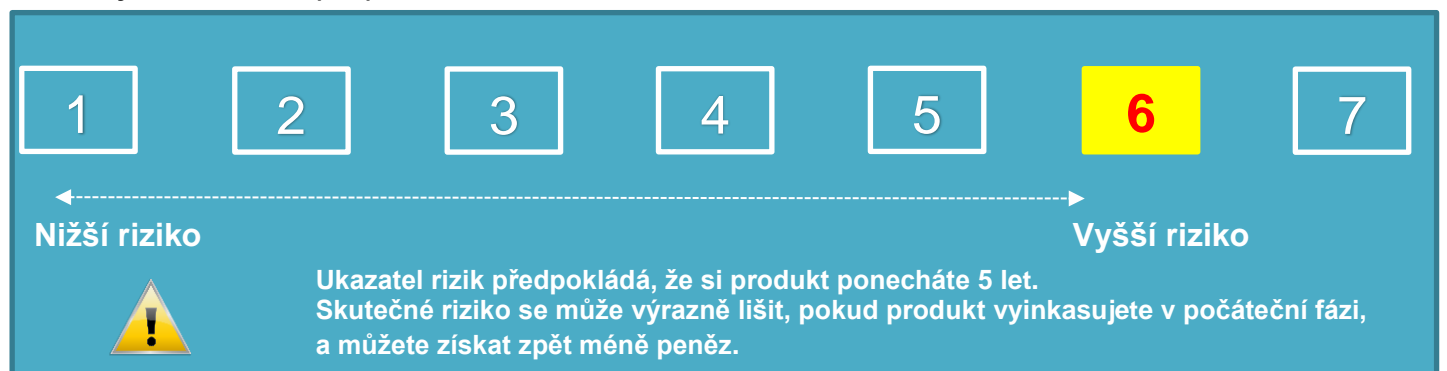 1 2 3 4 5 6 7
Nižší riziko Vyšší riziko
Ukazatel rizik předpokládá, že si produkt ponecháte 5 let.
Skutečné riziko se může výrazně lišit, pokud produkt vyinkasujete v počáteční fázi,
a můžete získat zpět méně peněz.